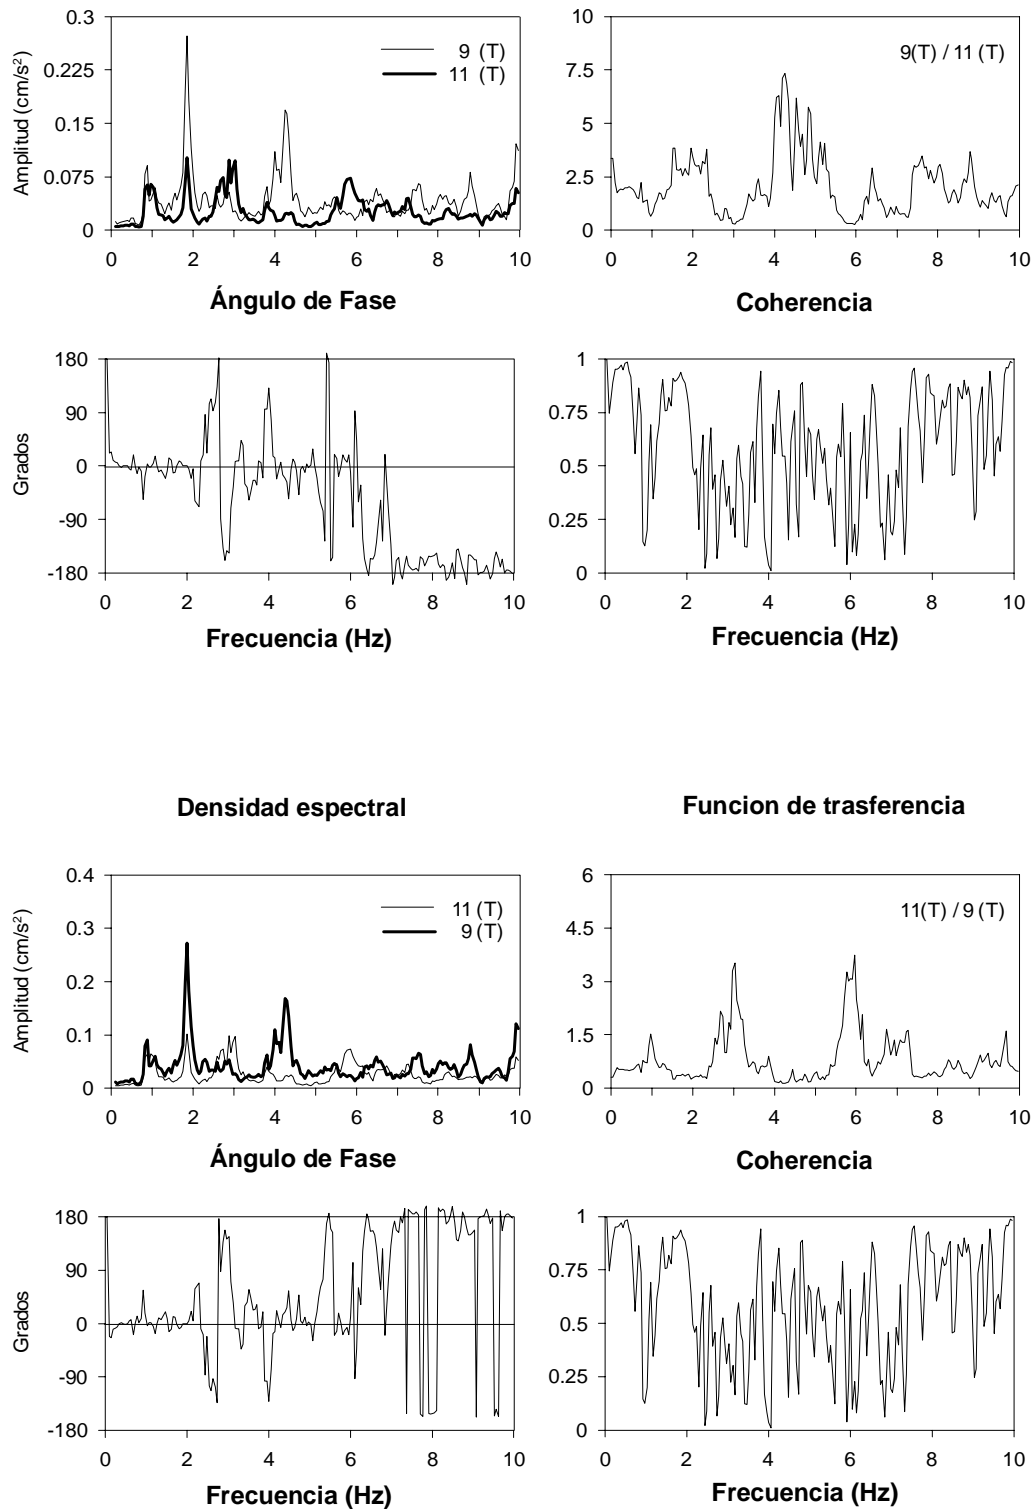 0.3
0.225
0.15
0.075
0
Amplitud (cm/s²)
9 (T)
11 (T)
0 2 4 6 8 10
10
7.5
5
2.5
0
9(T) / 11 (T)
0 2 4 6 8 10
Ángulo de Fase
Coherencia
180
90
0
-90
-180
Grados
0 2 4 6 8 10
Frecuencia (Hz)
1
0.75
0.5
0.25
0
0 2 4 6 8 10
Frecuencia (Hz)
Densidad espectral
Funcion de trasferencia
0.4
0.3
0.2
0.1
0
Amplitud (cm/s²)
11 (T)
9 (T)
0 2 4 6 8 10
6
4.5
3
1.5
0
11(T) / 9 (T)
0 2 4 6 8 10
Ángulo de Fase
Coherencia
180
90
0
-90
-180
Grados
0 2 4 6 8 10
Frecuencia (Hz)
1
0.75
0.5
0.25
0
0 2 4 6 8 10
Frecuencia (Hz)